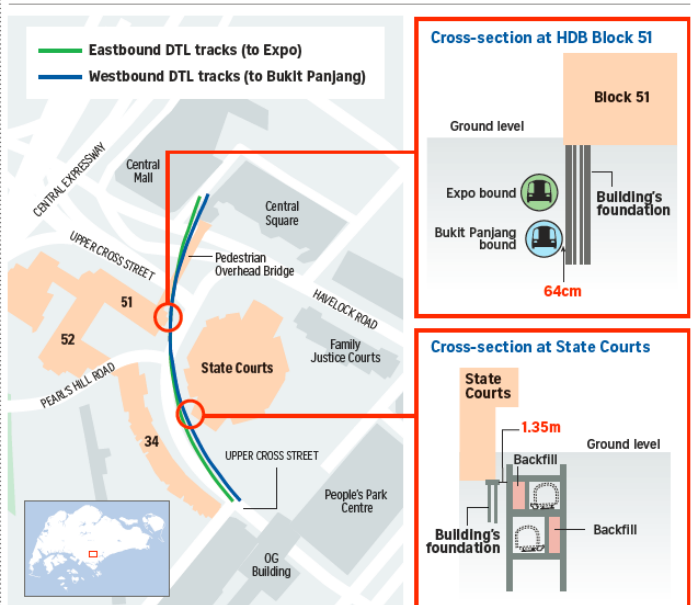 Eastbound DTL tracks (to Expo)
Westbound DTL tracks (to Bukit Panjang)
CENTRAL EXPRESSWAY
Central
Mall
Central
Square
UPPER CROSS STREET
Pedestrian
Overhead Bridge
HAVELOCK ROAD
51
52
State Courts
Family
Justice Courts
PEARL'S HILL ROAD
34
UPPER CROSS STREET
People's Park
Centre
OG
Building
Cross-section at HDB Block 51
Block 51
Ground level
Expo bound
Building's
foundation
Bukit Panjang
bound
64cm
Cross-section at State Courts
State
Courts
1.35m
Ground level
Backfill
Building's
foundation
Backfill